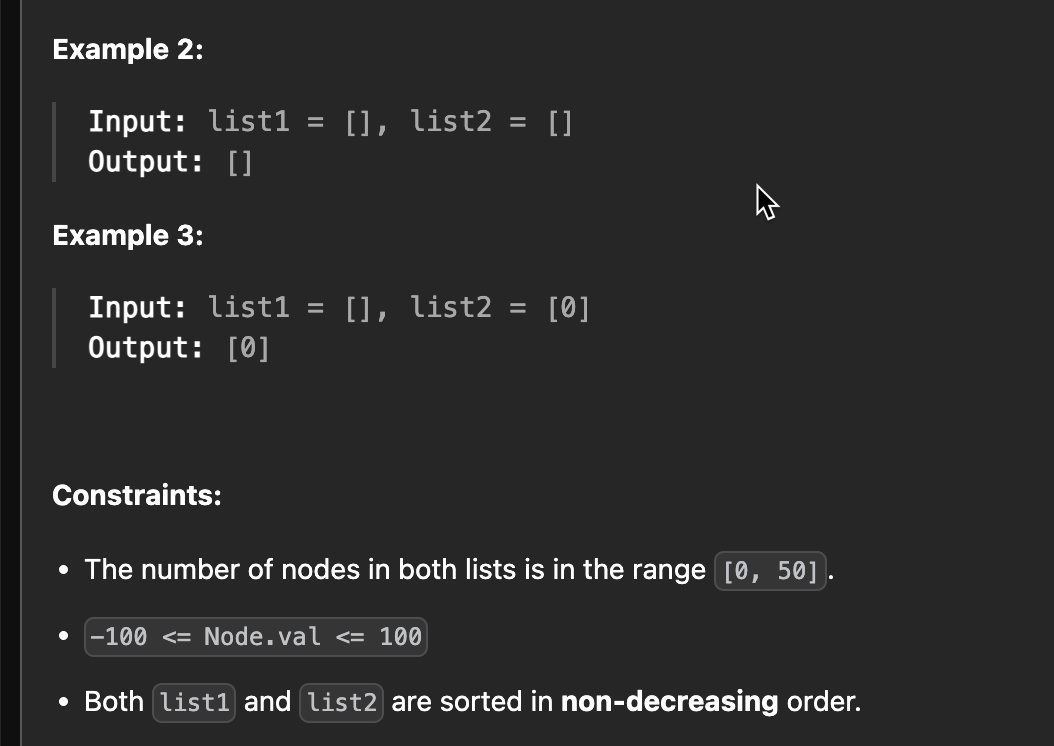 Example 2:
Input: list1 = [], list2 = []
Output: []
Example 3:
Input: list1 = [], list2 = [0]
Output: [0]
Constraints:
• The number of nodes in both lists is in the range [0, 50].
• -100 <= Node.val <= 100
• Both list1 and list2 are sorted in non-decreasing order.